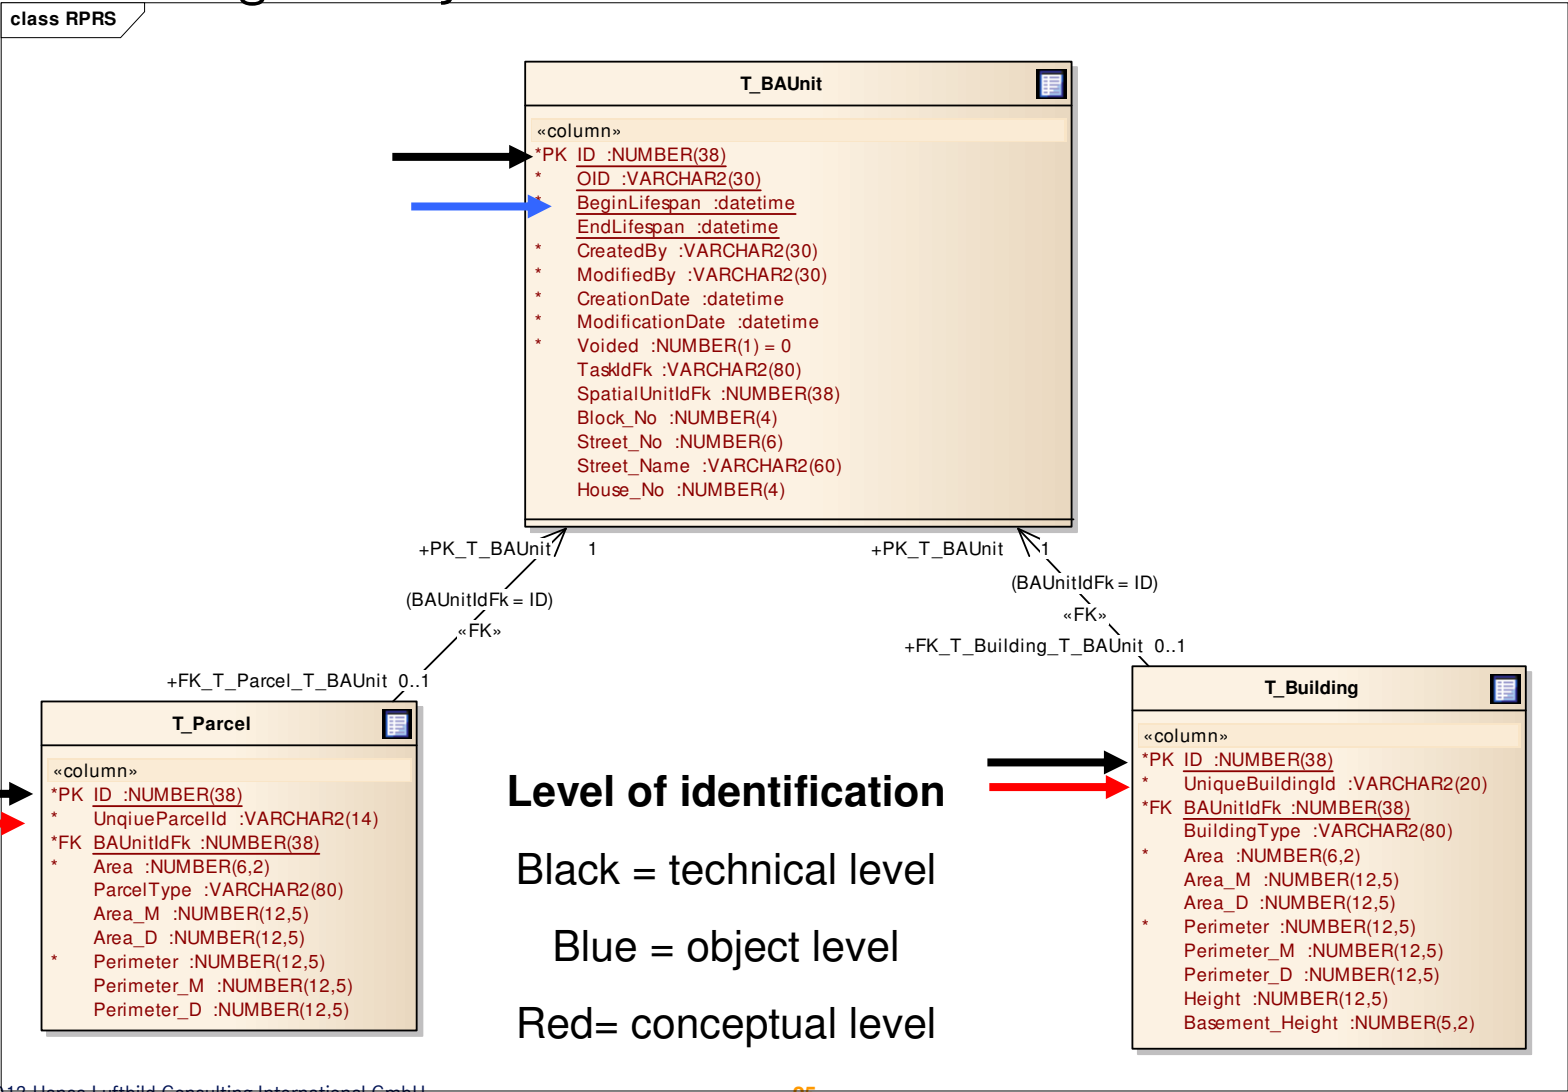 class RPRS
T_BAUnit
«column»
*PK ID :NUMBER(38)
* OID :VARCHAR2(30)
* BeginLifespan :datetime
EndLifespan :datetime
* CreatedBy :VARCHAR2(30)
* ModifiedBy :VARCHAR2(30)
* CreationDate :datetime
* ModificationDate :datetime
* Voided :NUMBER(1) = 0
TaskIdFk :VARCHAR2(80)
SpatialUnitIdFk :NUMBER(38)
Block_No :NUMBER(4)
Street_No :NUMBER(6)
Street_Name :VARCHAR2(60)
House_No :NUMBER(4)
+PK_T_BAUnit 1
(BAUnitIdFk = ID)
«FK»
+FK_T_Parcel_T_BAUnit 0..1
+PK_T_BAUnit 1
(BAUnitIdFk = ID)
«FK»
+FK_T_Building_T_BAUnit 0..1
T_Parcel
«column»
*PK ID :NUMBER(38)
* UnqiueParcelId :VARCHAR2(14)
*FK BAUnitIdFk :NUMBER(38)
* Area :NUMBER(6,2)
ParcelType :VARCHAR2(80)
Area_M :NUMBER(12,5)
Area_D :NUMBER(12,5)
* Perimeter :NUMBER(12,5)
Perimeter_M :NUMBER(12,5)
Perimeter_D :NUMBER(12,5)
Level of identification
Black = technical level
Blue = object level
Red= conceptual level
T_Building
«column»
*PK ID :NUMBER(38)
* UniqueBuildingId :VARCHAR2(20)
*FK BAUnitIdFk :NUMBER(38)
BuildingType :VARCHAR2(80)
* Area :NUMBER(6,2)
Area_M :NUMBER(12,5)
Area_D :NUMBER(12,5)
* Perimeter :NUMBER(12,5)
Perimeter_M :NUMBER(12,5)
Perimeter_D :NUMBER(12,5)
Height :NUMBER(12,5)
Basement_Height :NUMBER(5,2)